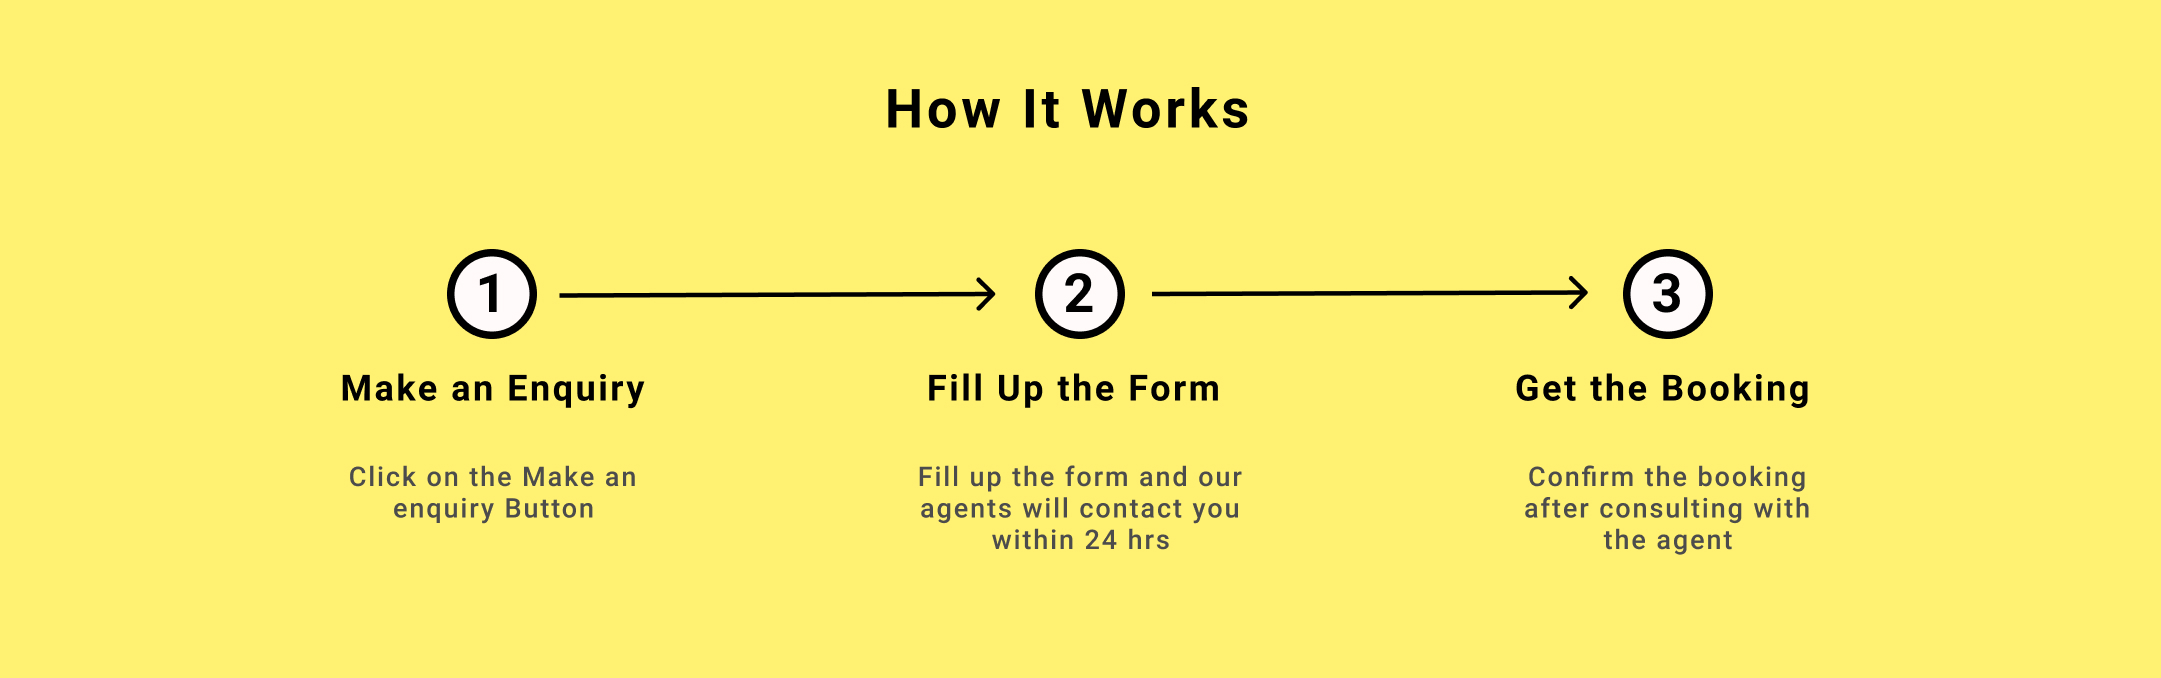 How It Works
1
Make an Enquiry
Click on the Make an
enquiry Button
2
Fill Up the Form
Fill up the form and our
agents will contact you
within 24 hrs
3
Get the Booking
Confirm the booking
after consulting with
the agent